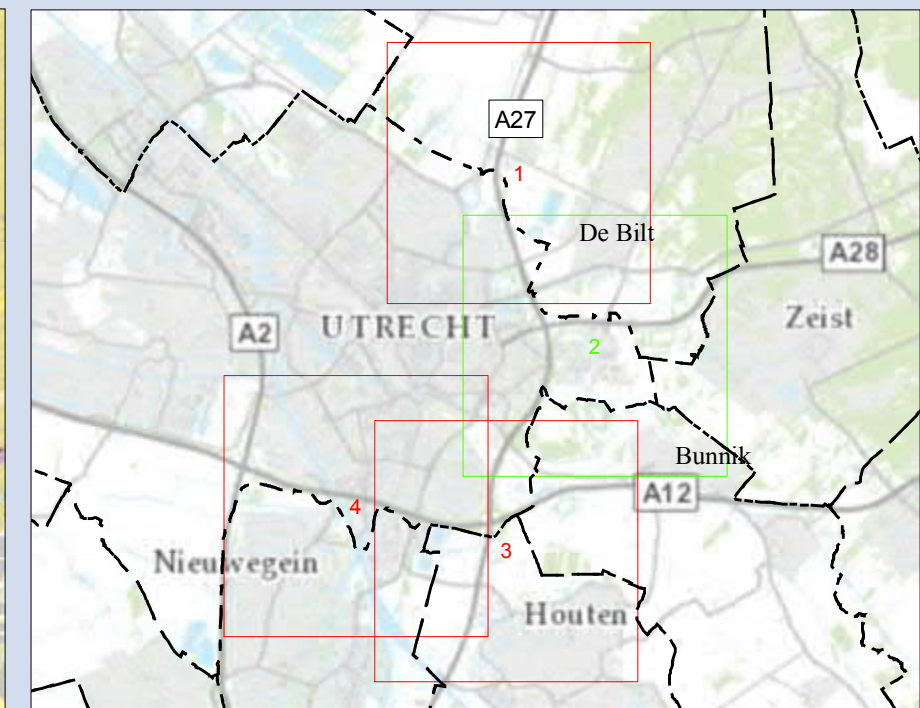 A27
1
De Bilt
A28
Zeist
UTRECHT
A2
2
Bunnik
A12
4
3
Nieuwegein
Houten